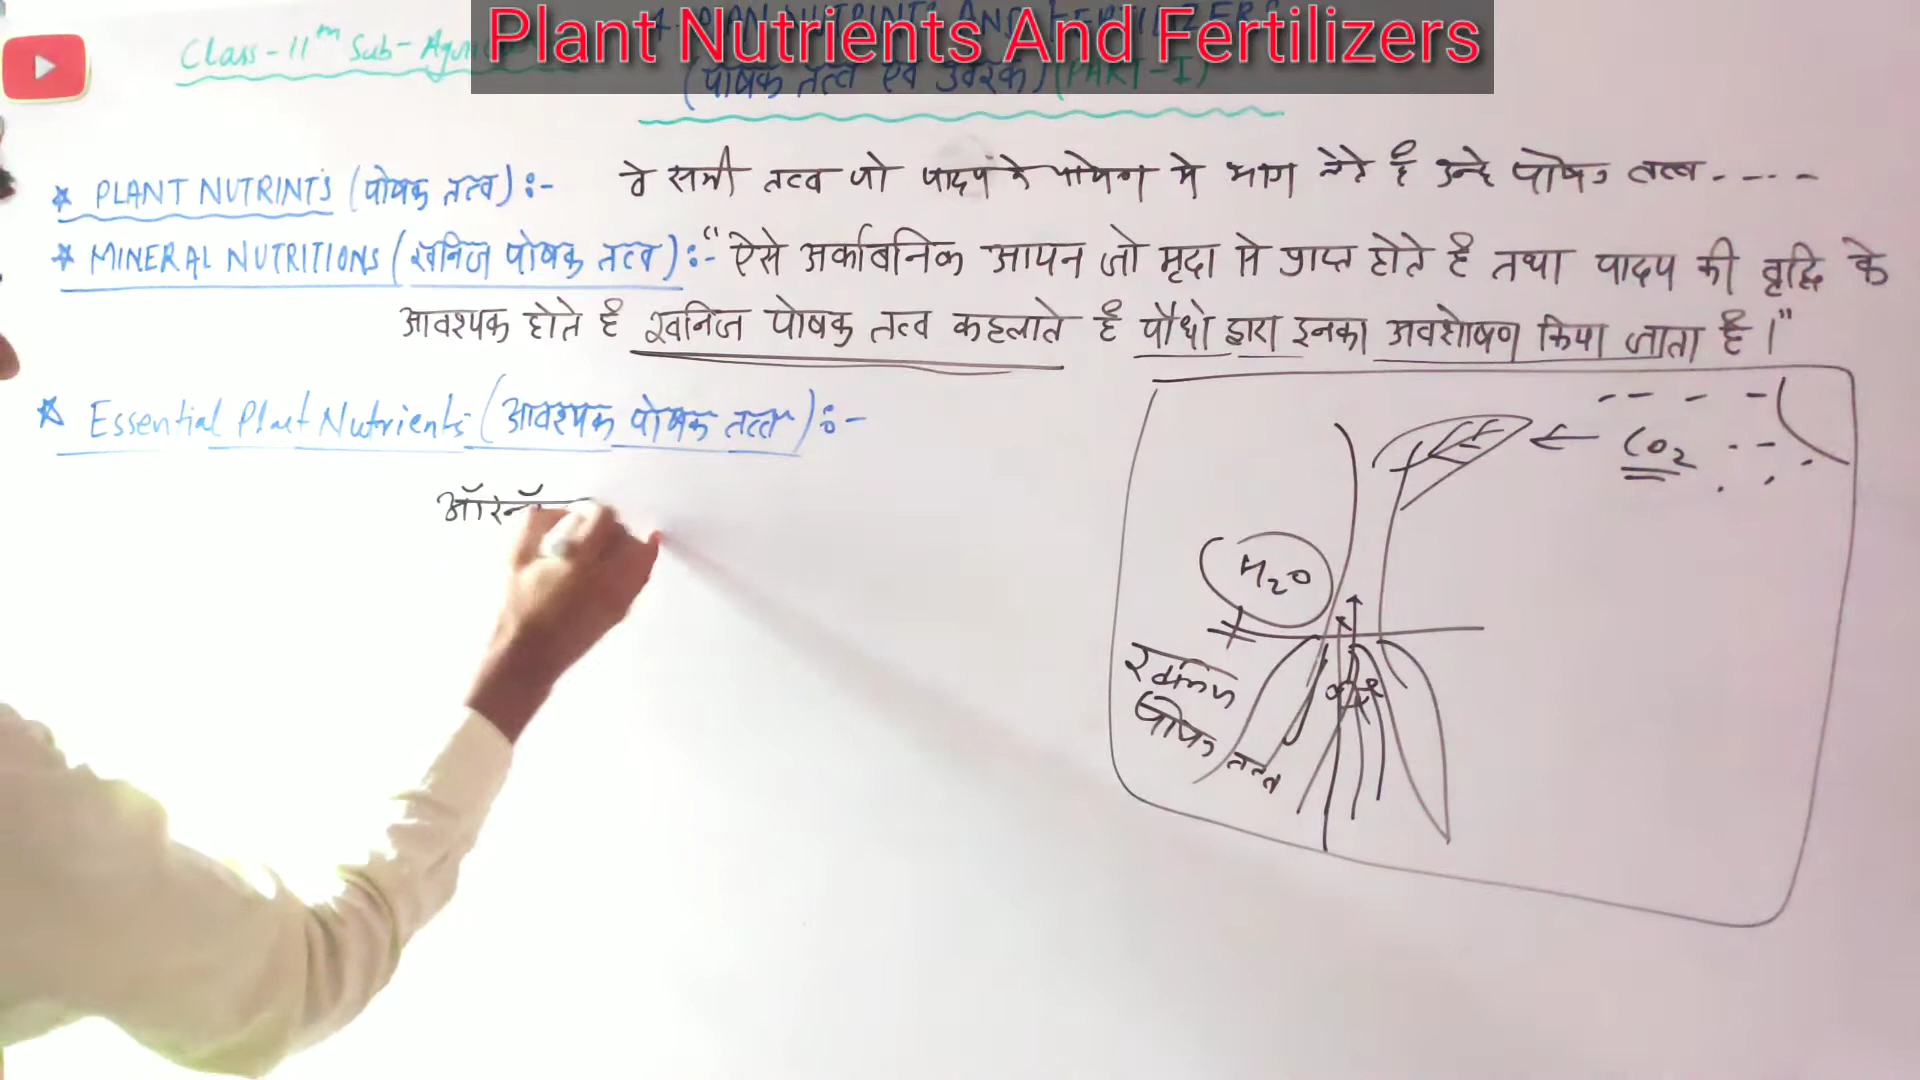 Plant Nutrients And Fertilizers
Class-11th Sub-
(पोषक तत्व एवं उर्वरक) (PART-I)
* PLANT NUTRINTS (पोषक तत्व) :- वे सभी तत्व जो पादप के पोषण मे भाग लेते है उन्हे पोषक तत्व----
* MINERAL NUTRITIONS (खनिज पोषक तत्व) :- "ऐसे अकार्बनिक आयन जो मृदा से प्राप्त होते है तथा पादप की वृद्धि के
आवश्यक होते है खनिज पोषक तत्व कहलाते है पौधो द्वारा इनका अवशोषण किया जाता है।"
* Essential Plant Nutrients (आवश्यक पोषक तत्व) :-
CO2
H2O
खनिज
पोषक तत्व